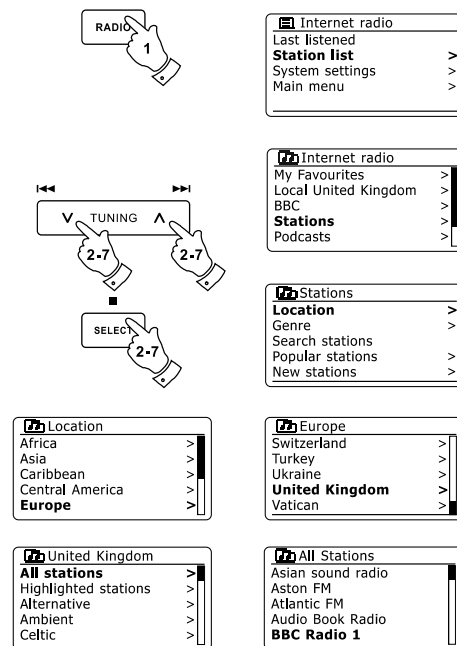 RADIO
1
Internet radio
Last listened
Station list >
System settings >
Main menu >
Internet radio
My Favourites >
Local United Kingdom >
BBC >
Stations >
Podcasts >
TUNING
2-7
2-7
SELECT
2-7
Stations
Location >
Genre >
Search stations
Popular stations >
New stations >
Location
Africa >
Asia >
Caribbean >
Central America >
Europe >
Europe
Switzerland >
Turkey >
Ukraine >
United Kingdom >
Vatican >
United Kingdom
All stations >
Highlighted stations >
Alternative >
Ambient >
Celtic >
All Stations
Asian sound radio
Aston FM
Atlantic FM
Audio Book Radio
BBC Radio 1